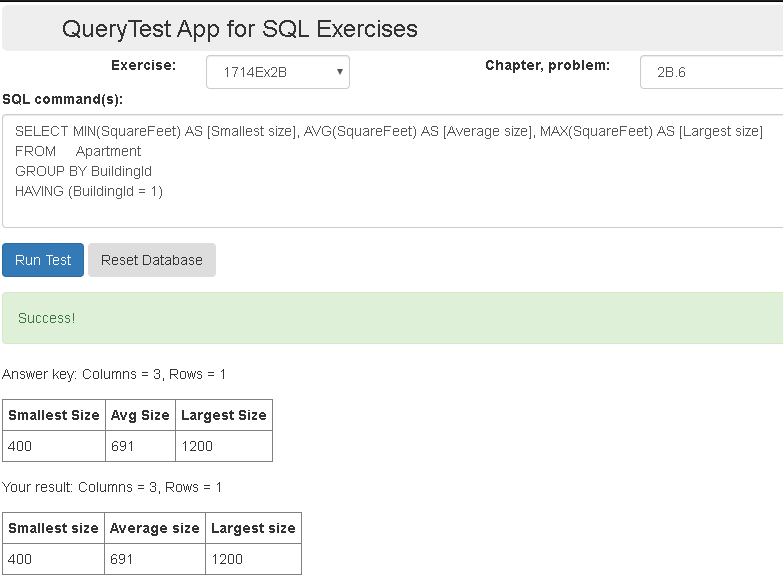 QueryTest App for SQL Exercises
Exercise: 1714Ex2B Chapter, problem: 2B.6
SQL command(s):
SELECT MIN(SquareFeet) AS [Smallest size], AVG(SquareFeet) AS [Average size], MAX(SquareFeet) AS [Largest size]
FROM Apartment
GROUP BY BuildingId
HAVING (BuildingId = 1)
Run Test Reset Database
Success!
Answer key: Columns = 3, Rows = 1
Smallest Size Avg Size Largest Size
400 691 1200
Your result: Columns = 3, Rows = 1
Smallest size Average size Largest size
400 691 1200